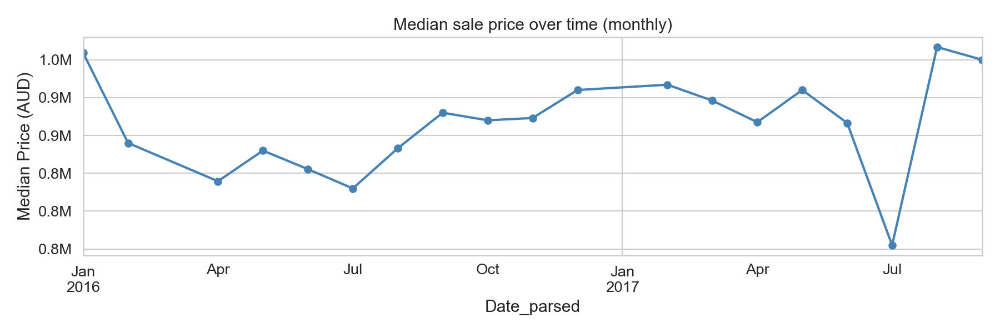 Median sale price over time (monthly)
Median Price (AUD)
1.0M
0.9M
0.9M
0.8M
0.8M
0.8M
Jan
2016
Apr
Jul
Oct
Jan
2017
Apr
Jul
Date_parsed